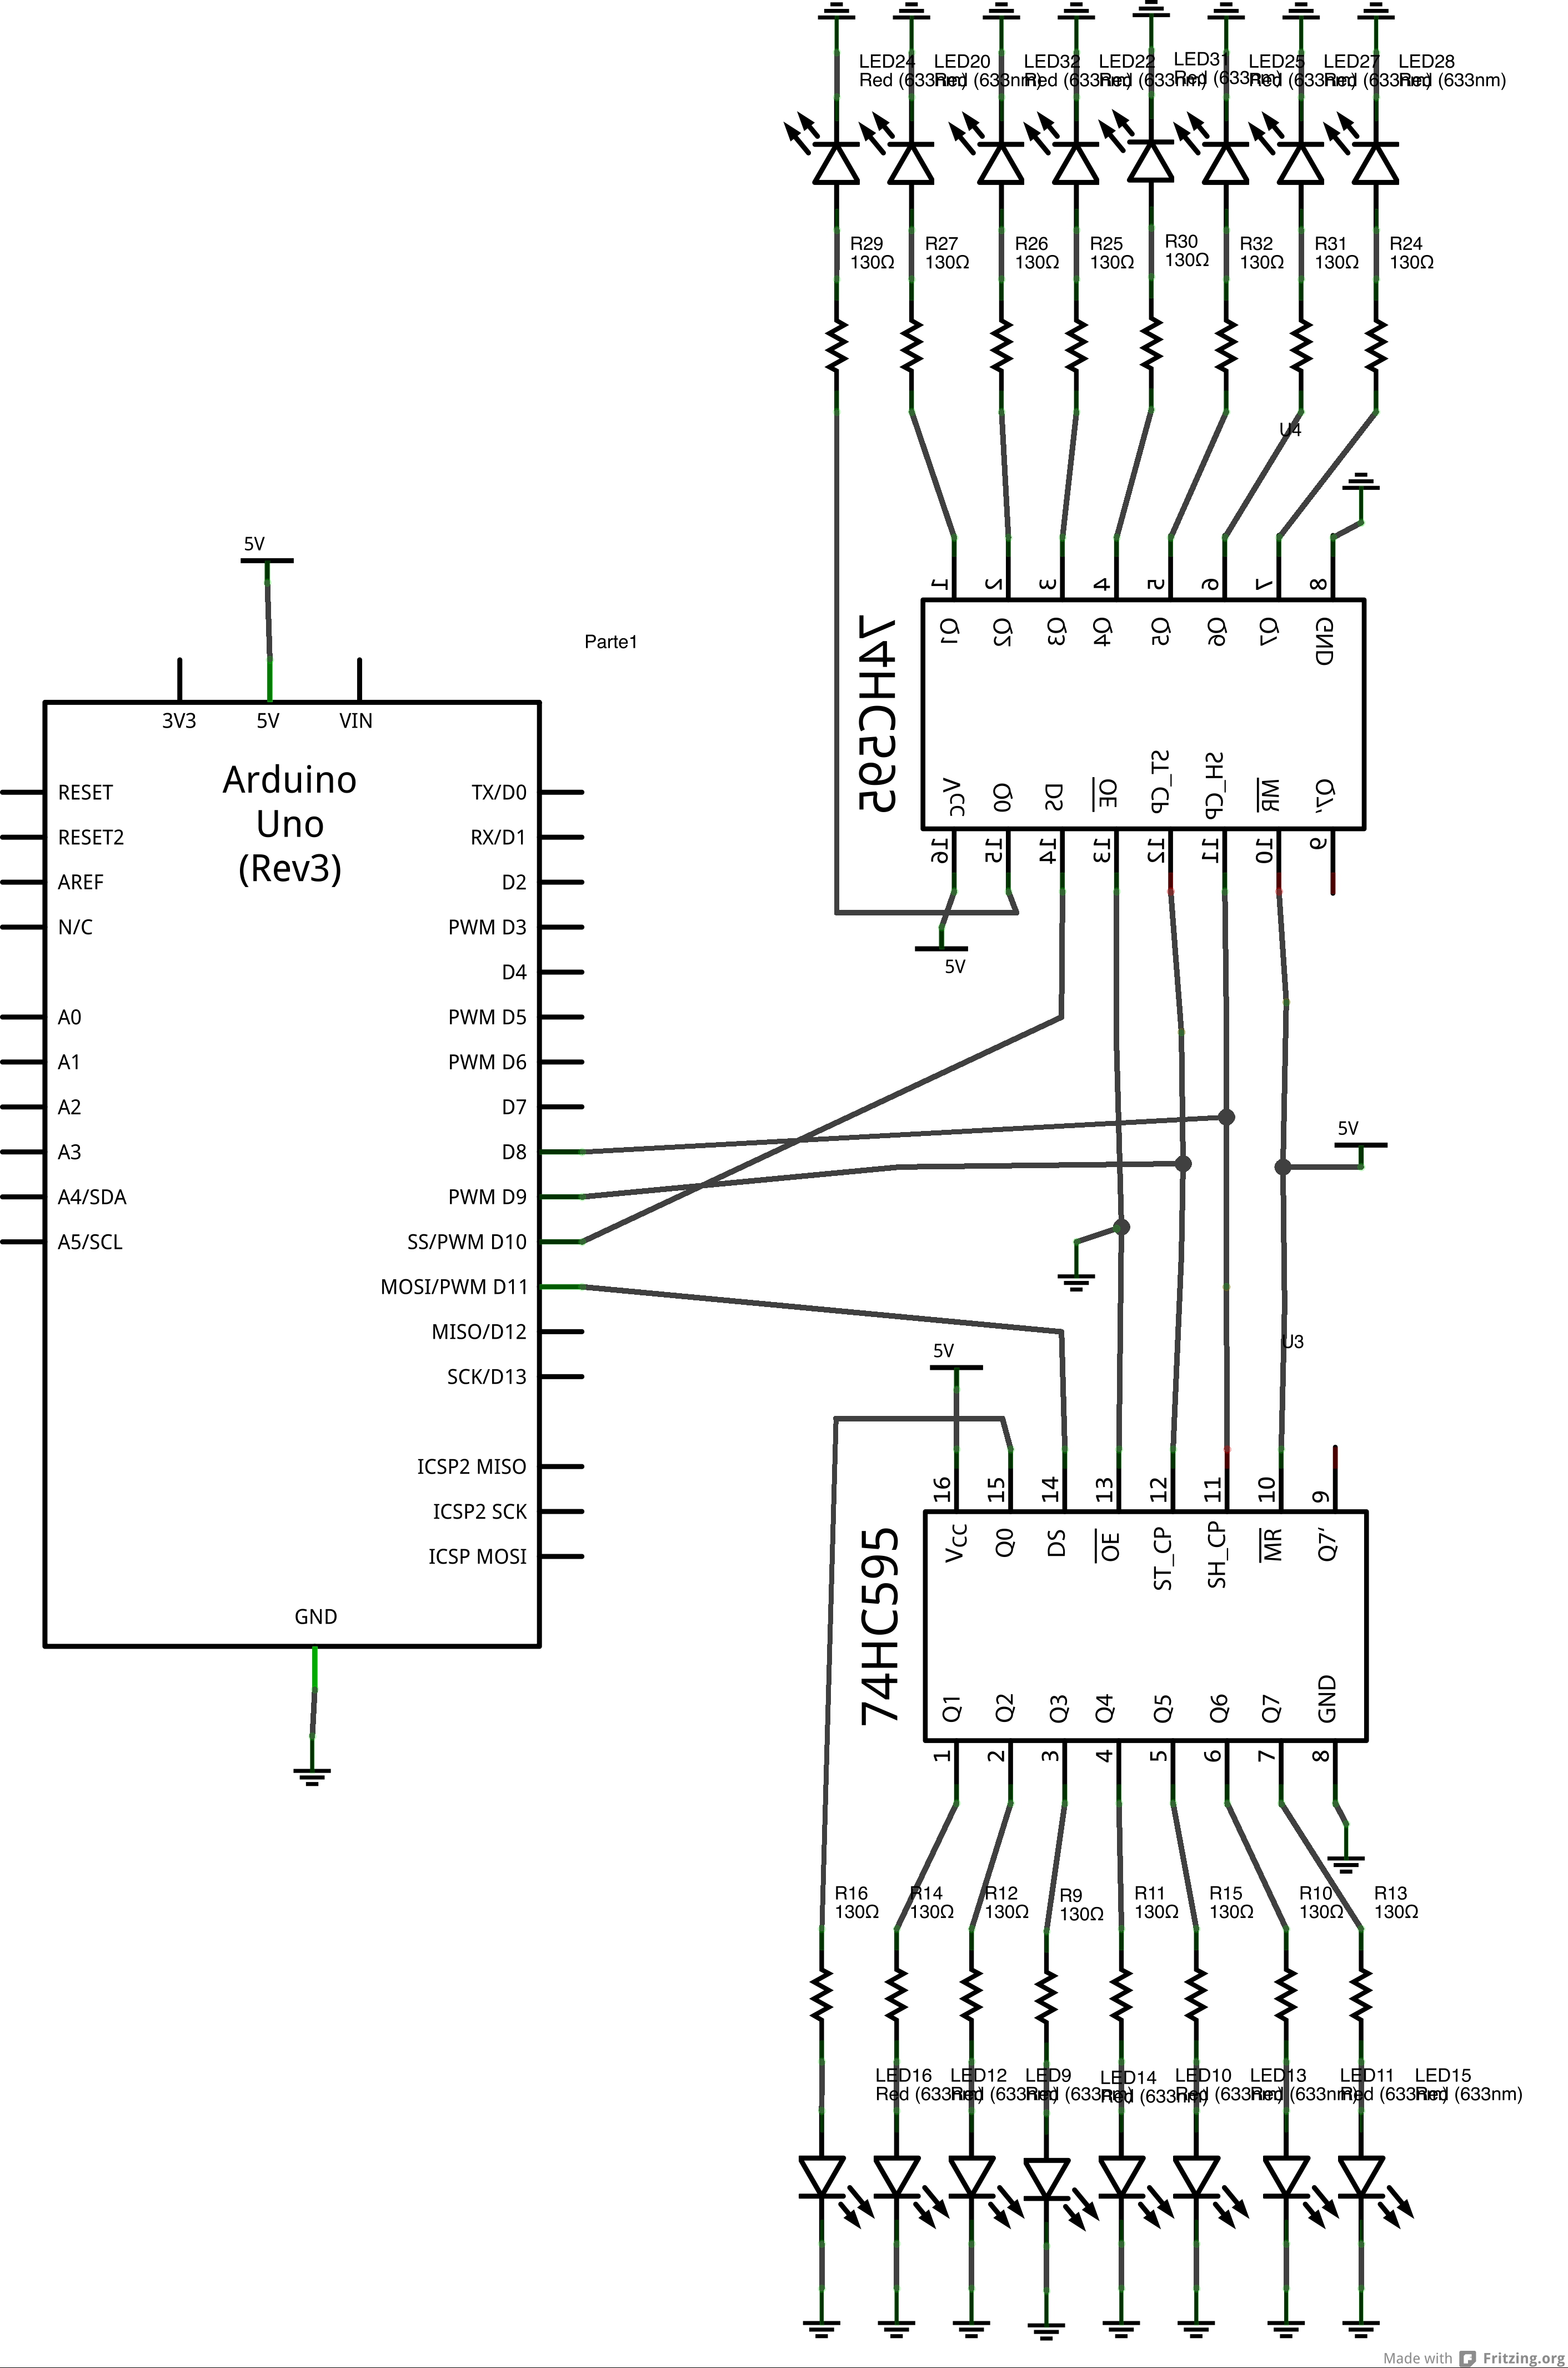 LED24 LED20 LED32 LED22 LED31 LED25 LED27 LED28
Red (633nm) Red (633nm) Red (633nm) Red (633nm) Red (633nm) Red (633nm) Red (633nm) Red (633nm)
R29 R27 R26 R25 R30 R32 R31 R24
130Ω 130Ω 130Ω 130Ω 130Ω 130Ω 130Ω 130Ω
U4
1 2 3 4 5 6 7 8
Q1 Q2 Q3 Q4 Q5 Q6 Q7 GND
74HC595
VCC Q0 DS OE ST_CP SH_CP MR Q7'
16 15 14 13 12 11 10 9
5V
5V
Parte1
3V3 5V VIN
Arduino
Uno
(Rev3)
RESET TX/D0
RESET2 RX/D1
AREF D2
N/C PWM D3
D4
A0 PWM D5
A1 PWM D6
A2 D7
A3 D8
A4/SDA PWM D9
A5/SCL SS/PWM D10
MOSI/PWM D11
MISO/D12
SCK/D13
ICSP2 MISO
ICSP2 SCK
ICSP MOSI
GND
5V
U3
5V
16 15 14 13 12 11 10 9
VCC Q0 DS OE ST_CP SH_CP MR Q7'
74HC595
Q1 Q2 Q3 Q4 Q5 Q6 Q7 GND
1 2 3 4 5 6 7 8
R16 R14 R12 R9 R11 R15 R10 R13
130Ω 130Ω 130Ω 130Ω 130Ω 130Ω 130Ω 130Ω
LED16 LED12 LED9 LED14 LED10 LED13 LED11 LED15
Red (633nm) Red (633nm) Red (633nm) Red (633nm) Red (633nm) Red (633nm) Red (633nm) Red (633nm)
Made with Fritzing.org